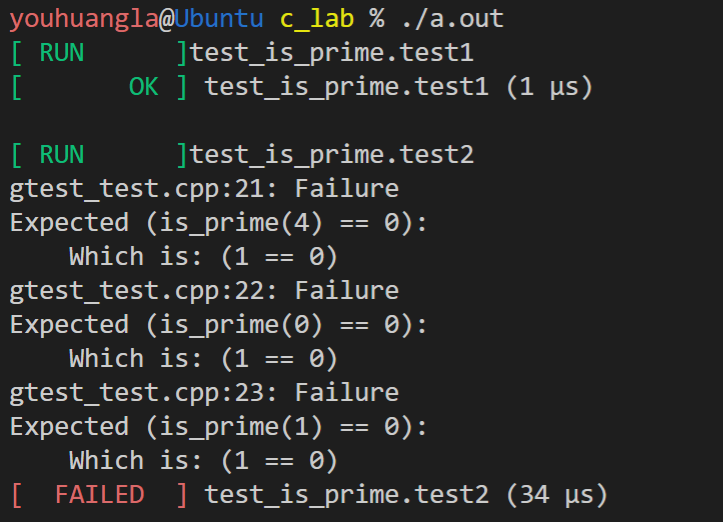 youhuangla@Ubuntu c_lab % ./a.out
[ RUN      ]test_is_prime.test1
[       OK ] test_is_prime.test1 (1 μs)

[ RUN      ]test_is_prime.test2
gtest_test.cpp:21: Failure
Expected (is_prime(4) == 0):
    Which is: (1 == 0)
gtest_test.cpp:22: Failure
Expected (is_prime(0) == 0):
    Which is: (1 == 0)
gtest_test.cpp:23: Failure
Expected (is_prime(1) == 0):
    Which is: (1 == 0)
[  FAILED  ] test_is_prime.test2 (34 μs)